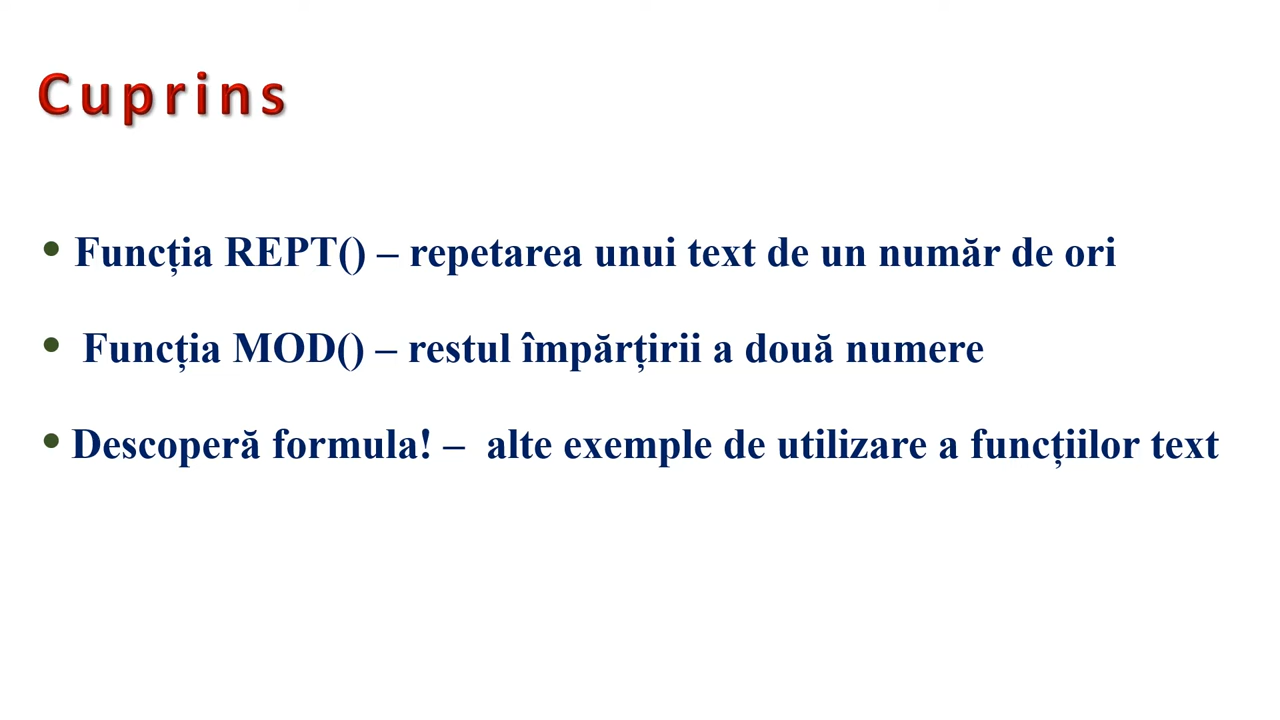 Cuprins
• Funcția REPT() – repetarea unui text de un număr de ori
• Funcția MOD() – restul împărțirii a două numere
• Descoperă formula! – alte exemple de utilizare a funcțiilor text